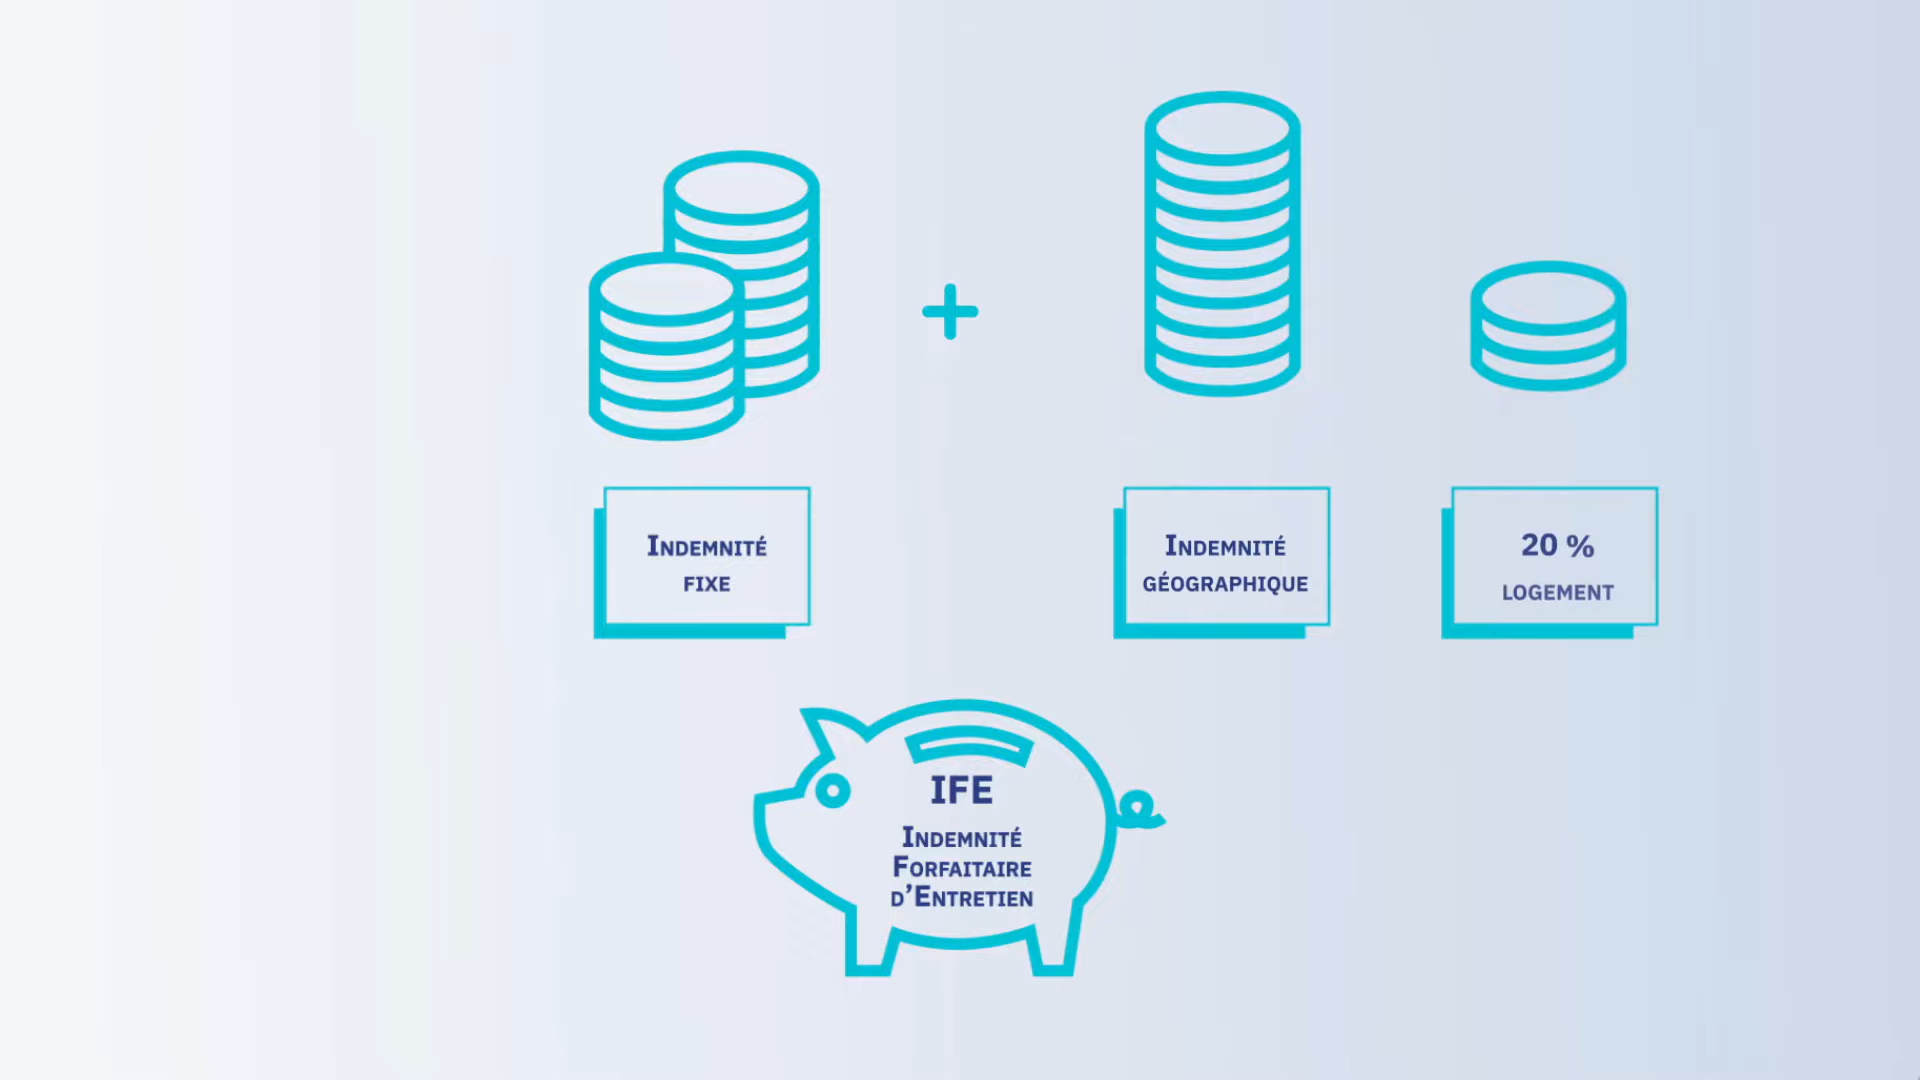 +
Indemnité
fixe
Indemnité
géographique
20 %
logement
IFE
Indemnité
Forfaitaire
d'Entretien